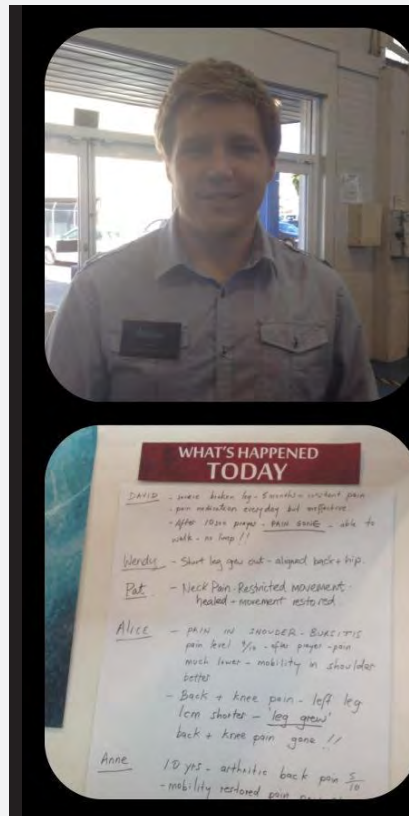 WHAT'S HAPPENED
TODAY
DAVID - broken leg - 5 months - constant pain
- pain medication everyday but ineffective
- After prayer - PAIN GONE - able to
walk - no limp!!
Wendy - Short leg grew out - aligned back + hip.
Pat - Neck Pain - Restricted movement -
healed - movement restored.
ALICE - PAIN IN SHOUDER - BURSITIS
pain level 9/10 - after prayer - pain
much lower - mobility in shoulder
better
- Back + knee pain - left leg
1cm shorter - 'leg grew'
back + knee pain gone !!
Anne 10 yrs - arthritic back pain 5/10
- mobility restored pain